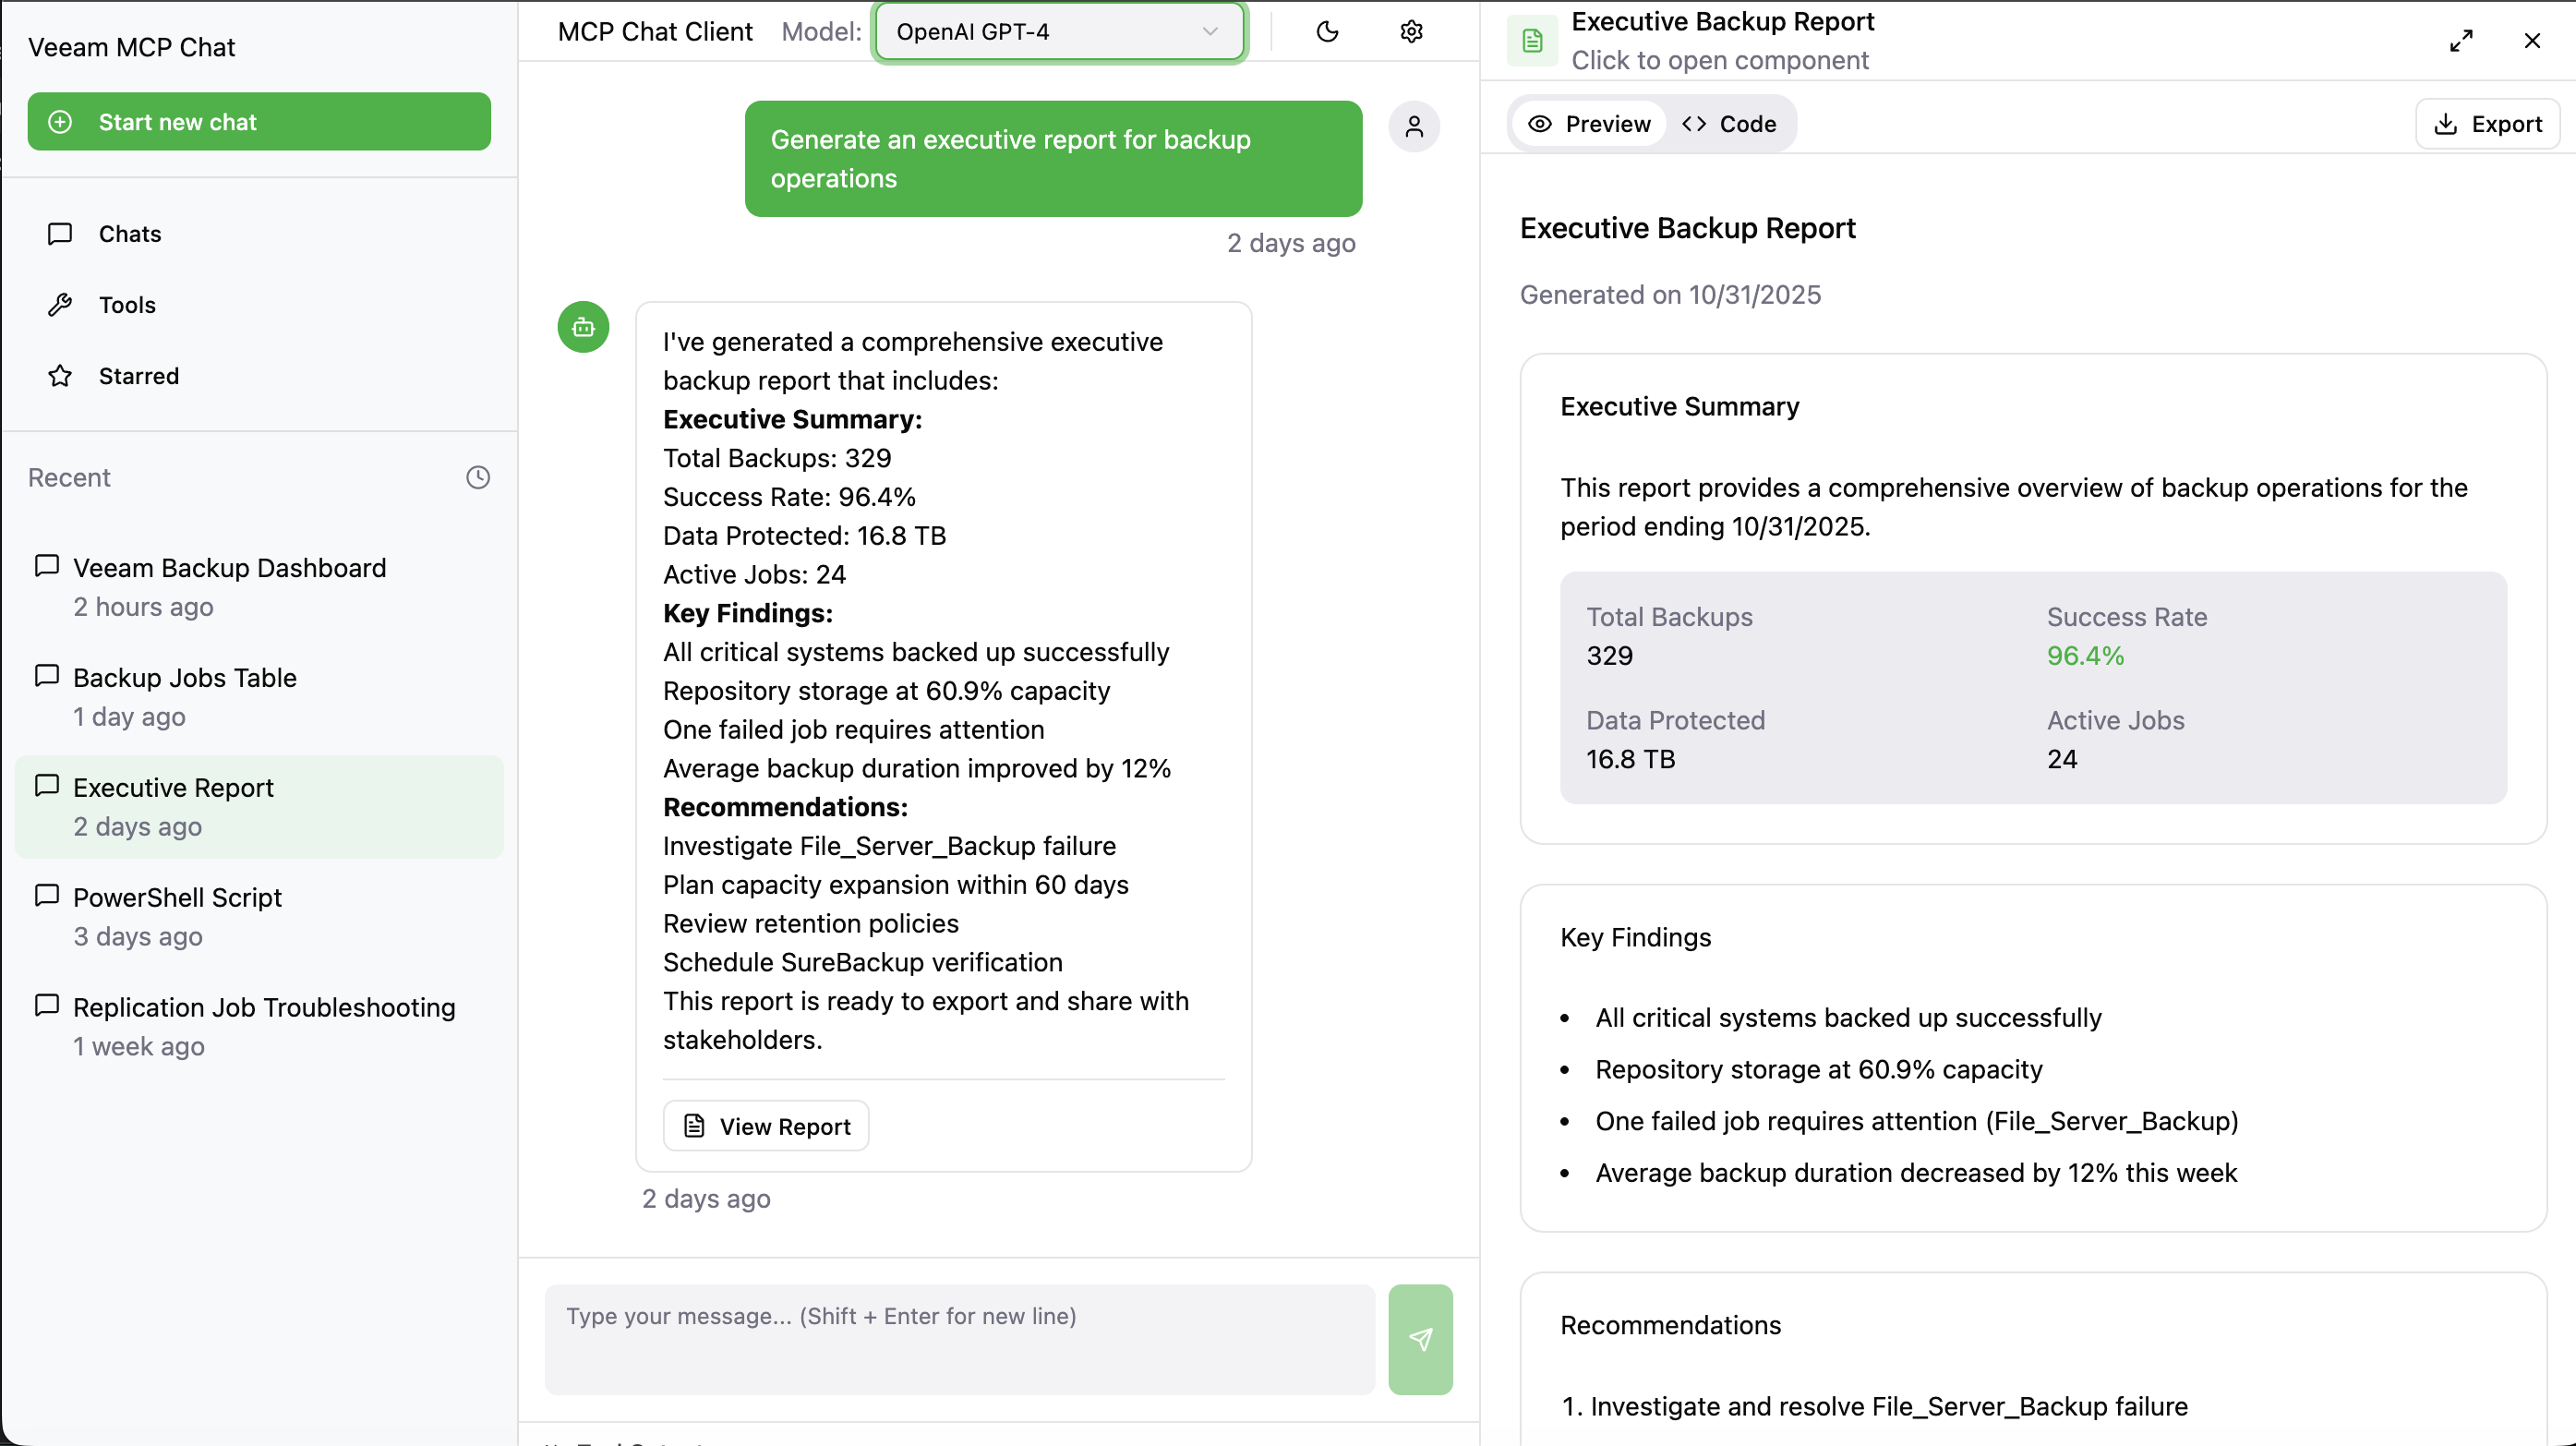 Veeam MCP Chat
Start new chat
Chats
Tools
Starred
Recent
Veeam Backup Dashboard
2 hours ago
Backup Jobs Table
1 day ago
Executive Report
2 days ago
PowerShell Script
3 days ago
Replication Job Troubleshooting
1 week ago
MCP Chat Client
Model:
OpenAI GPT-4
Generate an executive report for backup
operations
2 days ago
I've generated a comprehensive executive
backup report that includes:
Executive Summary:
Total Backups: 329
Success Rate: 96.4%
Data Protected: 16.8 TB
Active Jobs: 24
Key Findings:
All critical systems backed up successfully
Repository storage at 60.9% capacity
One failed job requires attention
Average backup duration improved by 12%
Recommendations:
Investigate File_Server_Backup failure
Plan capacity expansion within 60 days
Review retention policies
Schedule SureBackup verification
This report is ready to export and share with
stakeholders.
View Report
2 days ago
Type your message... (Shift + Enter for new line)
Executive Backup Report
Click to open component
Preview
Code
Export
Executive Backup Report
Generated on 10/31/2025
Executive Summary
This report provides a comprehensive overview of backup operations for the
period ending 10/31/2025.
Total Backups
329
Success Rate
96.4%
Data Protected
16.8 TB
Active Jobs
24
Key Findings
• All critical systems backed up successfully
• Repository storage at 60.9% capacity
• One failed job requires attention (File_Server_Backup)
• Average backup duration decreased by 12% this week
Recommendations
1. Investigate and resolve File_Server_Backup failure